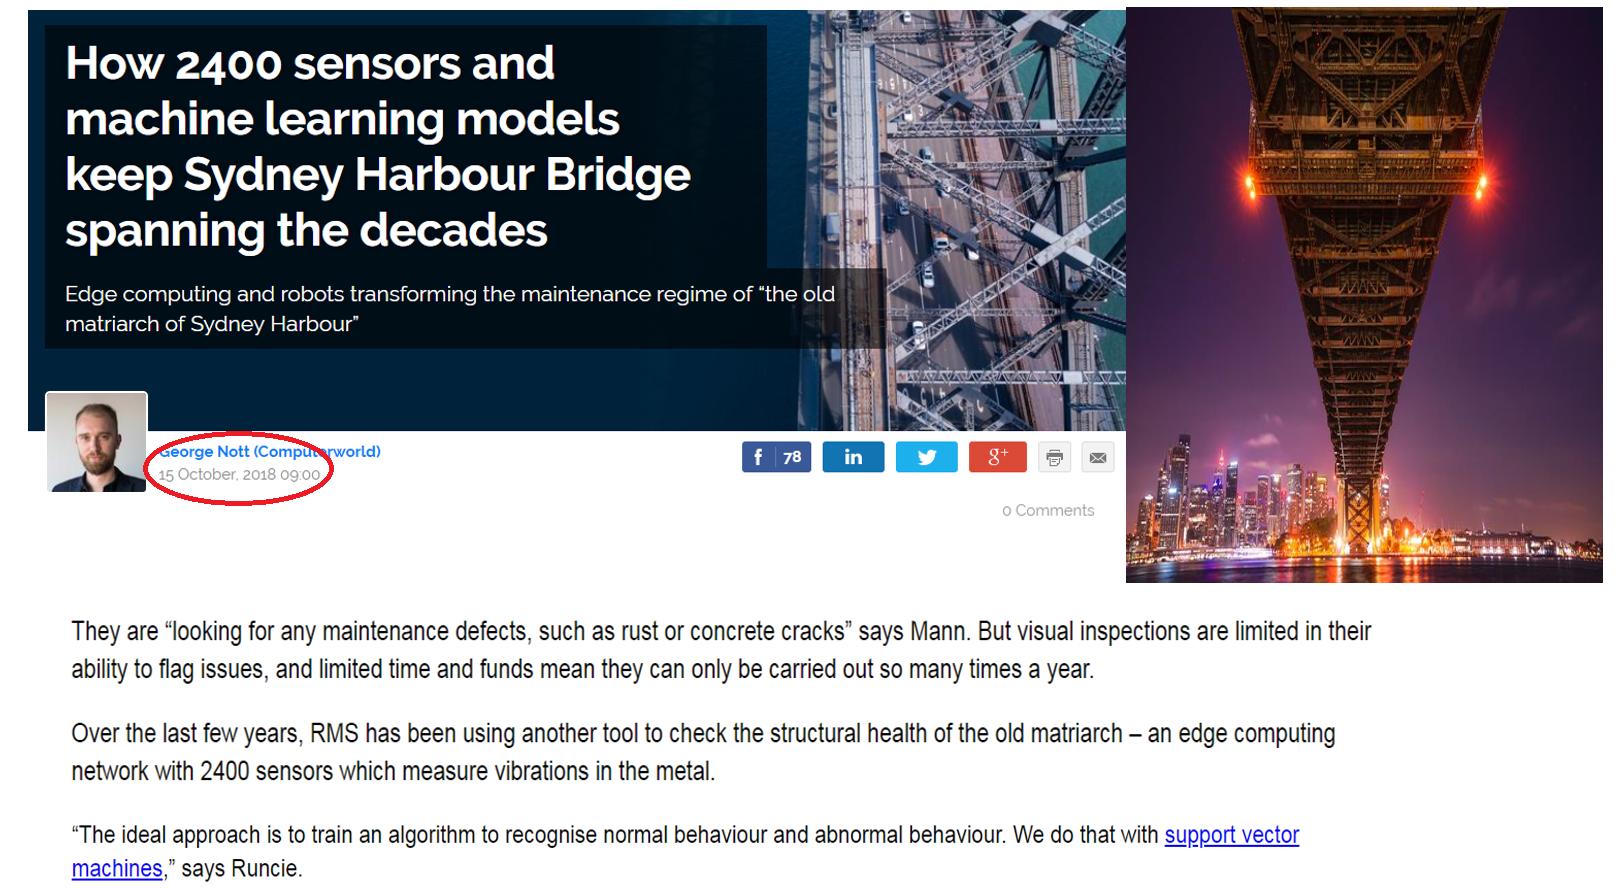 How 2400 sensors and
machine learning models
keep Sydney Harbour Bridge
spanning the decades
Edge computing and robots transforming the maintenance regime of “the old
matriarch of Sydney Harbour”
George Nott (Computerworld)
15 October, 2018 09:00
f 78 in g+
0 Comments
They are “looking for any maintenance defects, such as rust or concrete cracks” says Mann. But visual inspections are limited in their
ability to flag issues, and limited time and funds mean they can only be carried out so many times a year.
Over the last few years, RMS has been using another tool to check the structural health of the old matriarch – an edge computing
network with 2400 sensors which measure vibrations in the metal.
“The ideal approach is to train an algorithm to recognise normal behaviour and abnormal behaviour. We do that with support vector
machines,” says Runcie.